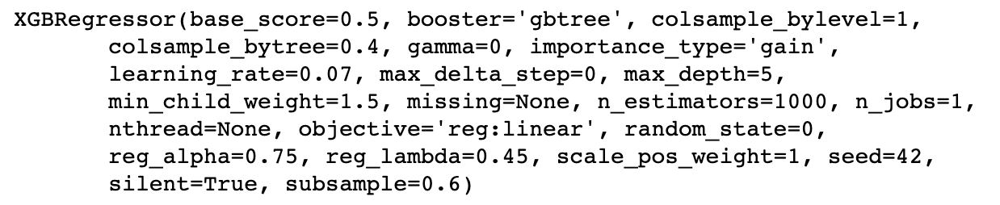 XGBRegressor(base_score=0.5, booster='gbtree', colsample_bylevel=1,
colsample_bytree=0.4, gamma=0, importance_type='gain',
learning_rate=0.07, max_delta_step=0, max_depth=5,
min_child_weight=1.5, missing=None, n_estimators=1000, n_jobs=1,
nthread=None, objective='reg:linear', random_state=0,
reg_alpha=0.75, reg_lambda=0.45, scale_pos_weight=1, seed=42,
silent=True, subsample=0.6)